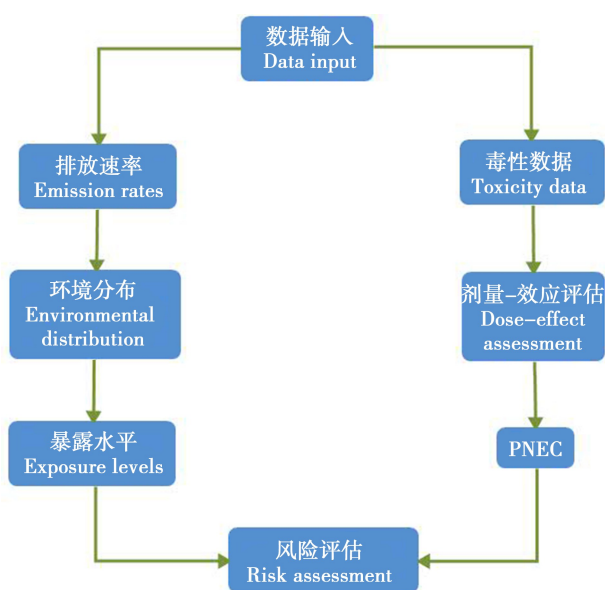 数据输入
Data input
排放速率
Emission rates
毒性数据
Toxicity data
环境分布
Environmental
distribution
剂量-效应评估
Dose-effect
assessment
暴露水平
Exposure levels
PNEC
风险评估
Risk assessment